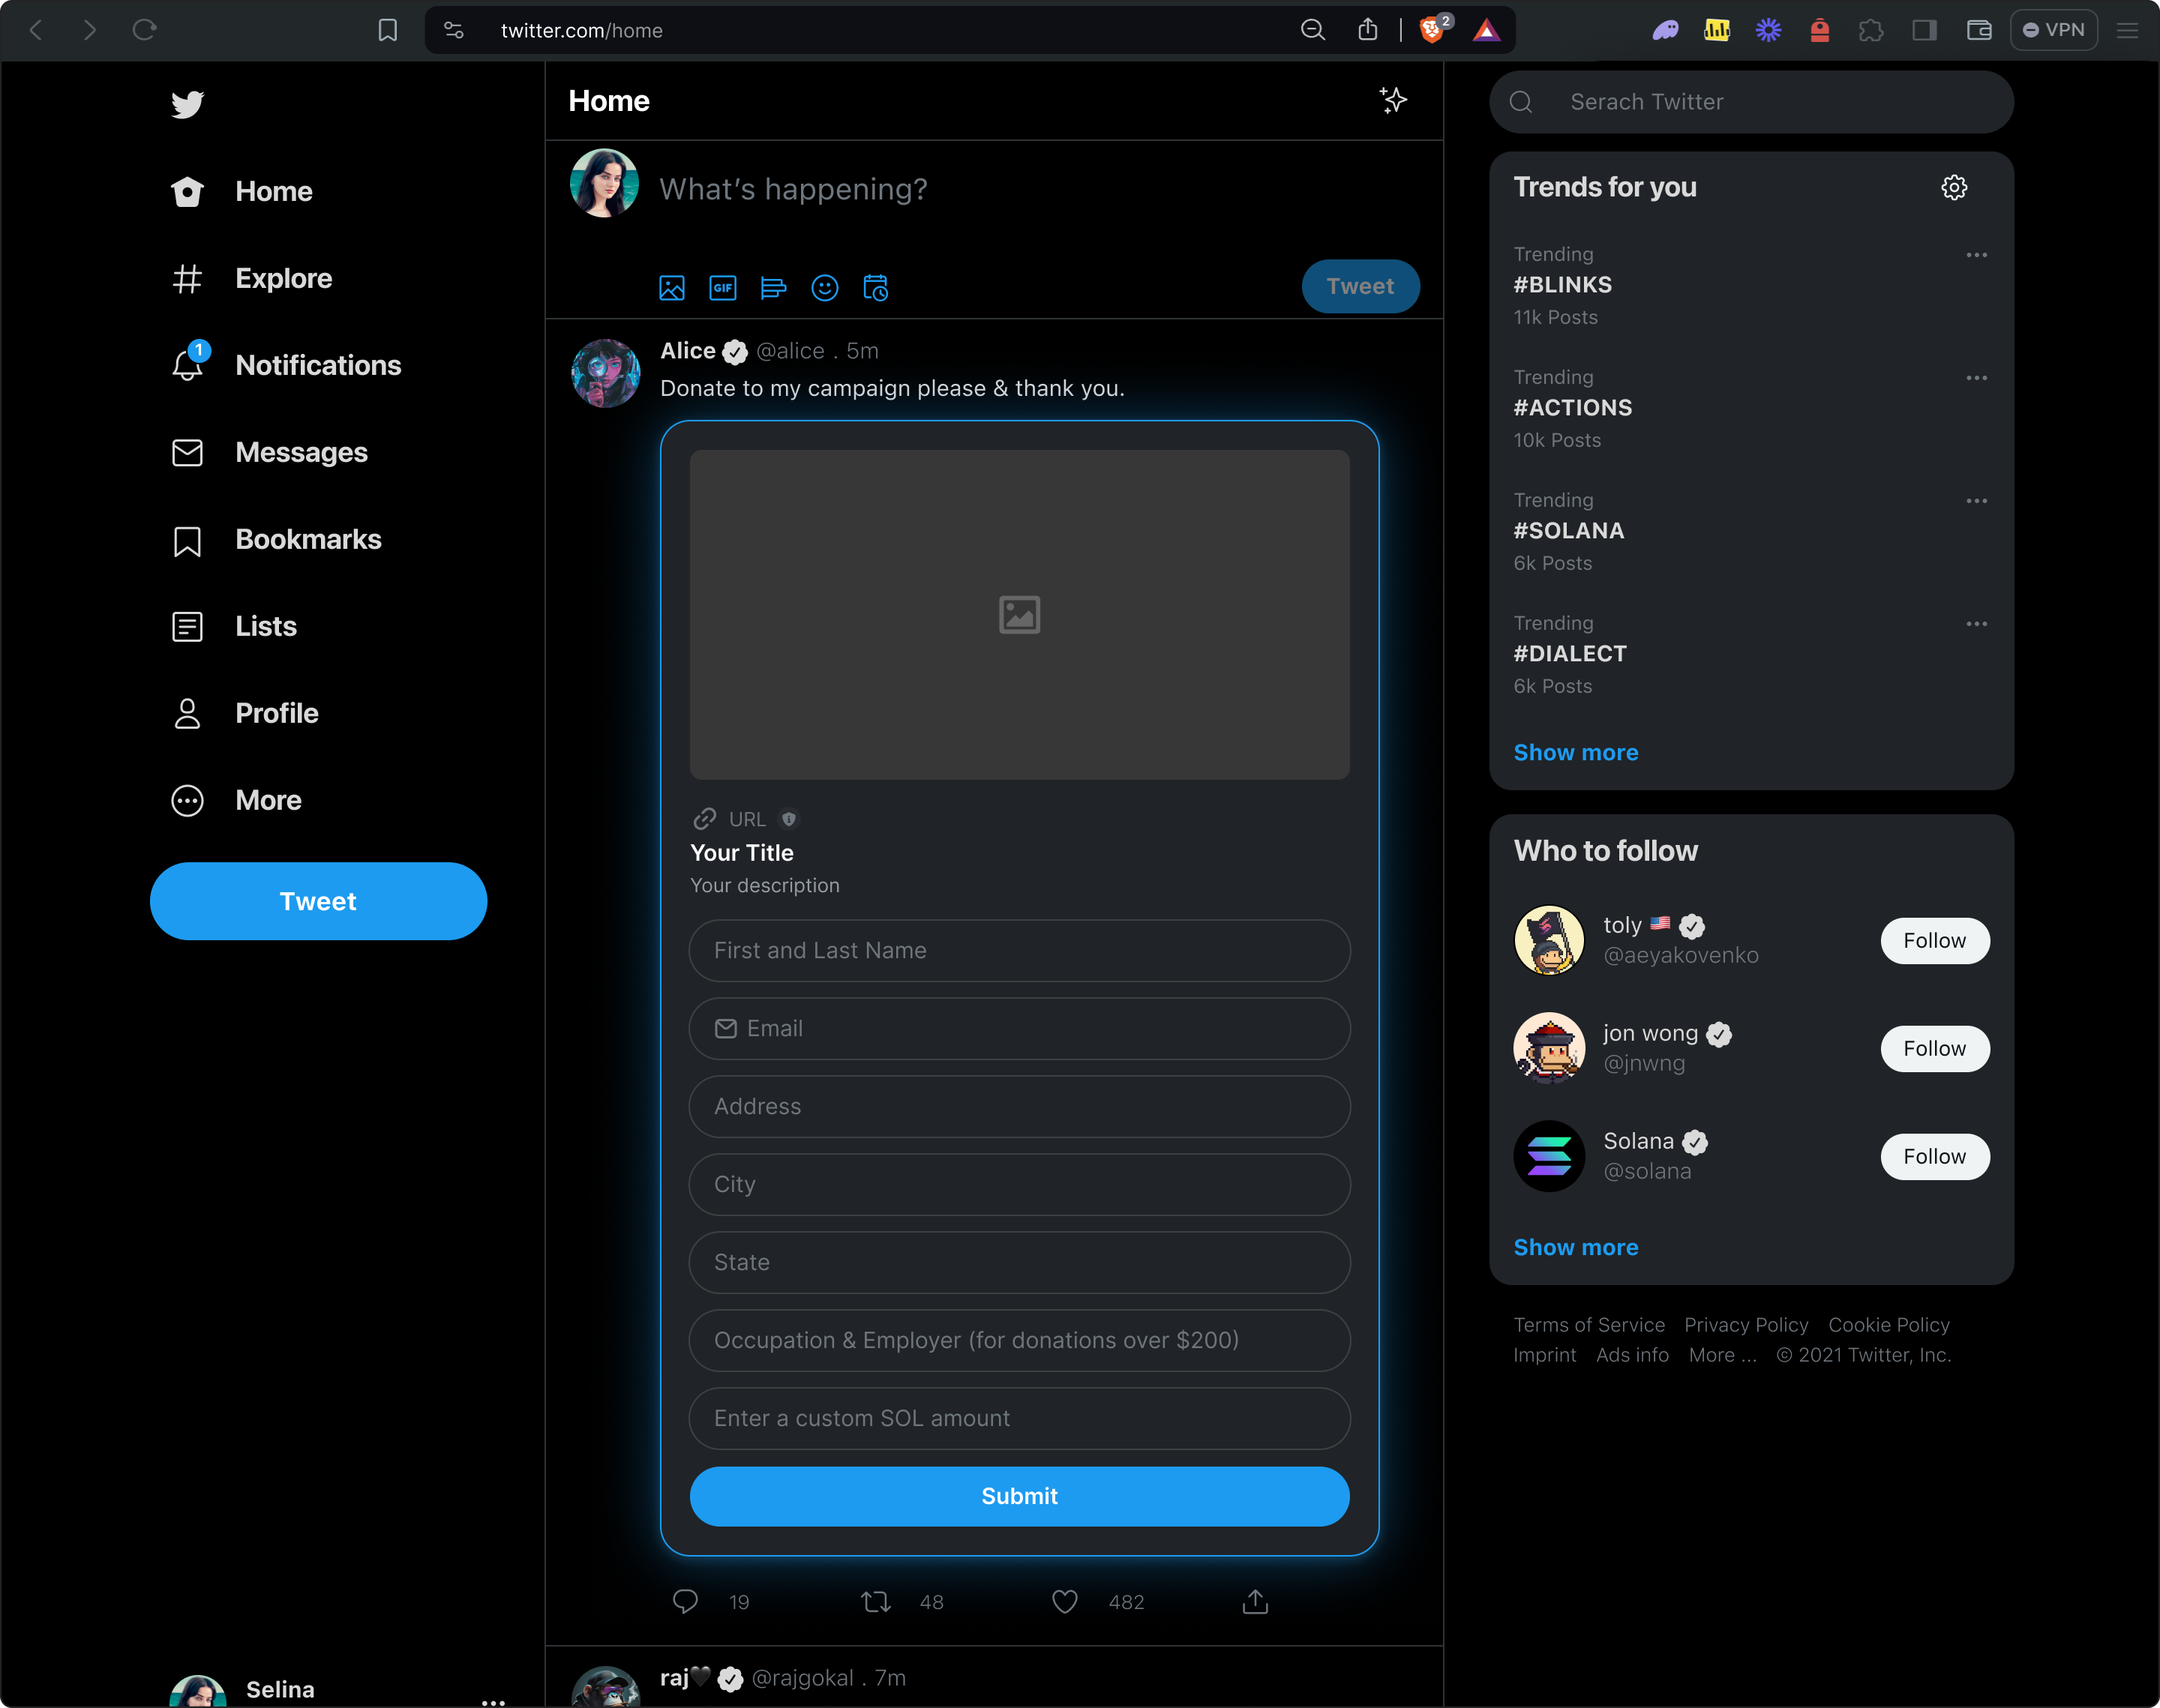 twitter.com/home
2
VPN
Home
Explore
1
Notifications
Messages
Bookmarks
Lists
Profile
More
Tweet
Selina
Home
What’s happening?
GIF
Tweet
Alice @alice . 5m
Donate to my campaign please & thank you.
URL
Your Title
Your description
First and Last Name
Email
Address
City
State
Occupation & Employer (for donations over $200)
Enter a custom SOL amount
Submit
19 48 482
raj🖤 @rajgokal . 7m
Serach Twitter
Trends for you
Trending
#BLINKS
11k Posts
Trending
#ACTIONS
10k Posts
Trending
#SOLANA
6k Posts
Trending
#DIALECT
6k Posts
Show more
Who to follow
toly 🇺🇸
@aeyakovenko
Follow
jon wong
@jnwng
Follow
Solana
@solana
Follow
Show more
Terms of Service Privacy Policy Cookie Policy
Imprint Ads info More ... © 2021 Twitter, Inc.